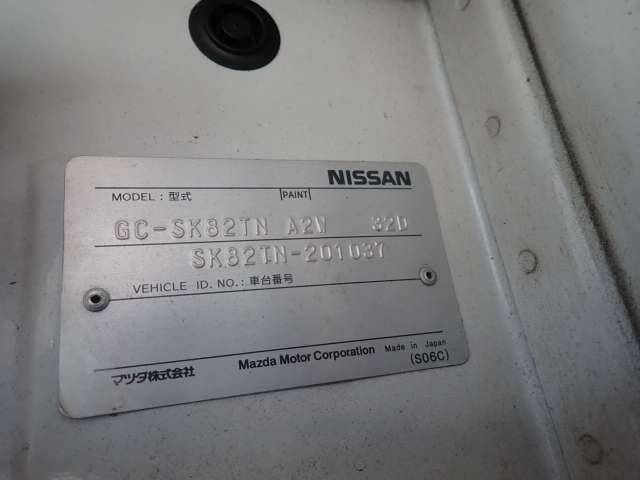 NISSAN
MODEL : 型式 PAINT
GC-SK82TN A2W 32D
SK82TN-201037
VEHICLE ID. NO. : 車台番号
マツダ株式会社 Mazda Motor Corporation Made in Japan
(S06C)